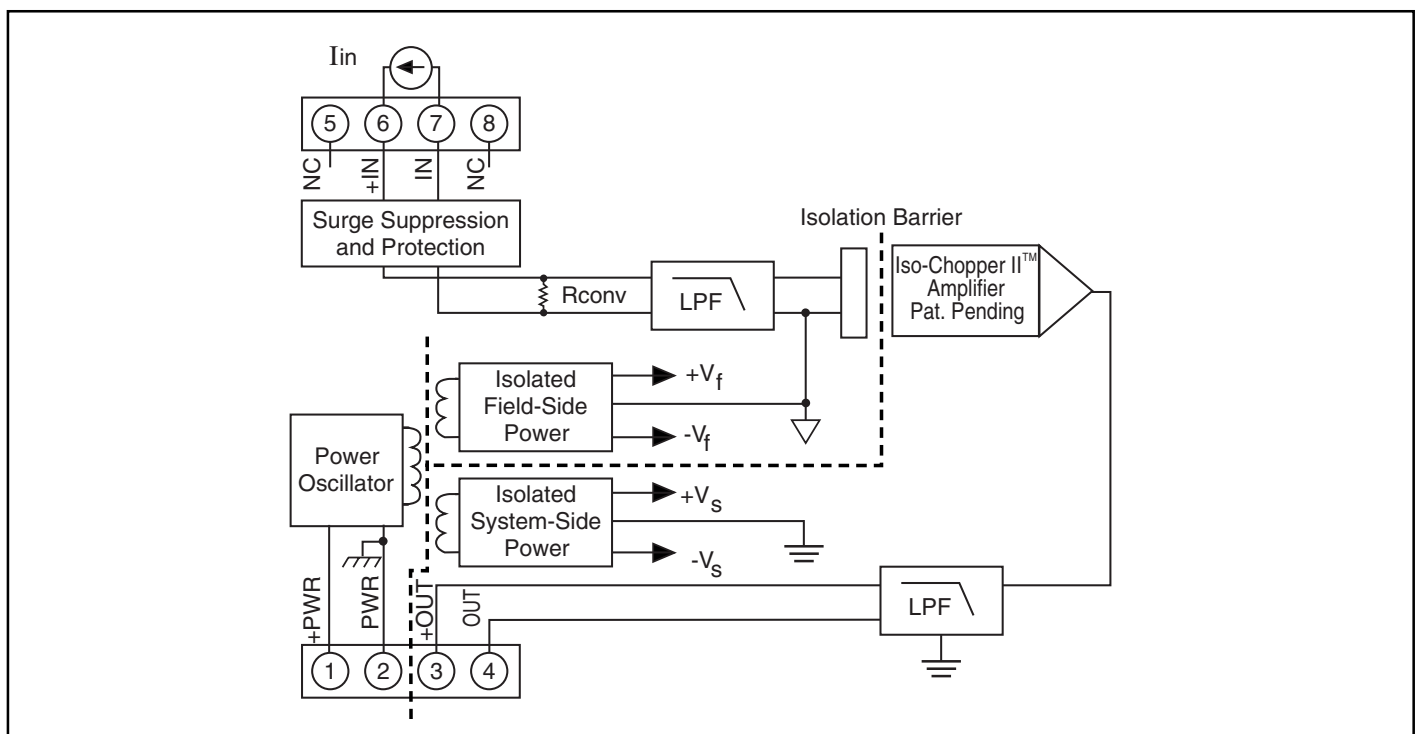 Iin
5 6 7 8
NC +IN IN NC
Surge Suppression
and Protection
Rconv
LPF
Isolation Barrier
Iso-Chopper II™
Amplifier
Pat. Pending
Isolated
Field-Side
Power
+Vf
-Vf
Power
Oscillator
Isolated
System-Side
Power
+Vs
-Vs
LPF
+PWR PWR +OUT OUT
1 2 3 4